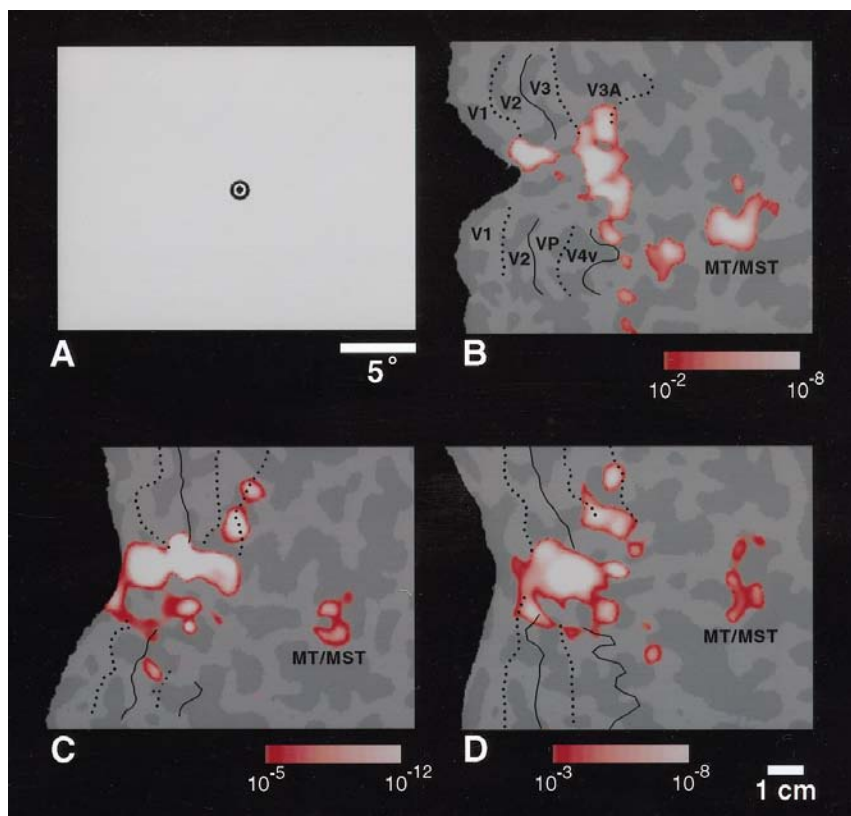 A
5°
V1
V2
V3
V3A
V1
V2
VP
V4v
MT/MST
B
10-2
10-8
MT/MST
C
10-5
10-12
MT/MST
D
10-3
10-8
1 cm